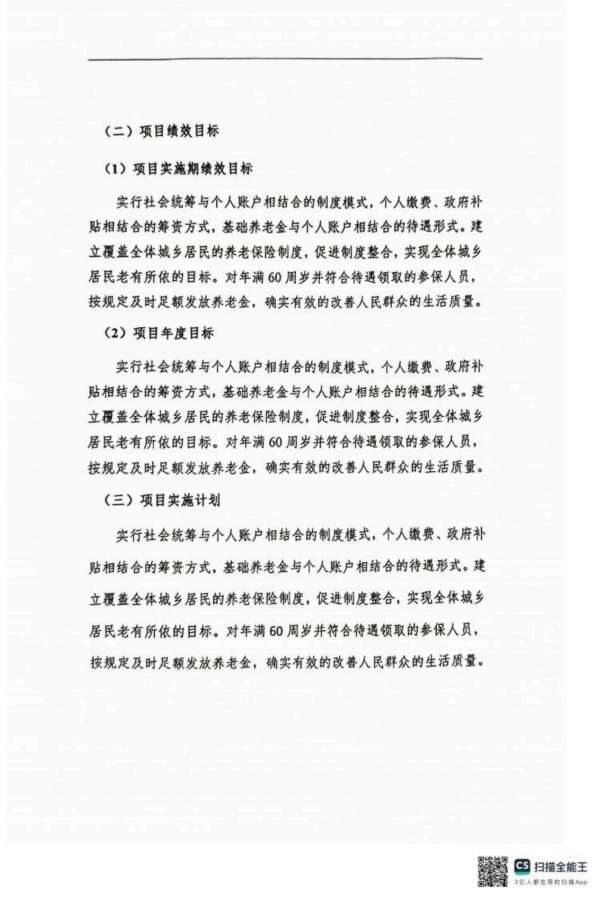 （二）项目绩效目标
（1）项目实施期绩效目标
实行社会统筹与个人账户相结合的制度模式，个人缴费、政府补
贴相结合的筹资方式，基础养老金与个人账户相结合的待遇形式。建
立覆盖全体城乡居民的养老保险制度，促进制度整合，实现全体城乡
居民老有所依的目标。对年满 60 周岁并符合待遇领取的参保人员，
按规定及时足额发放养老金，确实有效的改善人民群众的生活质量。
（2）项目年度目标
实行社会统筹与个人账户相结合的制度模式，个人缴费、政府补
贴相结合的筹资方式，基础养老金与个人账户相结合的待遇形式。建
立覆盖全体城乡居民的养老保险制度，促进制度整合，实现全体城乡
居民老有所依的目标。对年满 60 周岁并符合待遇领取的参保人员，
按规定及时足额发放养老金，确实有效的改善人民群众的生活质量。
（三）项目实施计划
实行社会统筹与个人账户相结合的制度模式，个人缴费、政府补
贴相结合的筹资方式，基础养老金与个人账户相结合的待遇形式。建
立覆盖全体城乡居民的养老保险制度，促进制度整合，实现全体城乡
居民老有所依的目标。对年满 60 周岁并符合待遇领取的参保人员，
按规定及时足额发放养老金，确实有效的改善人民群众的生活质量。
CS 扫描全能王
3亿人都在用的扫描App